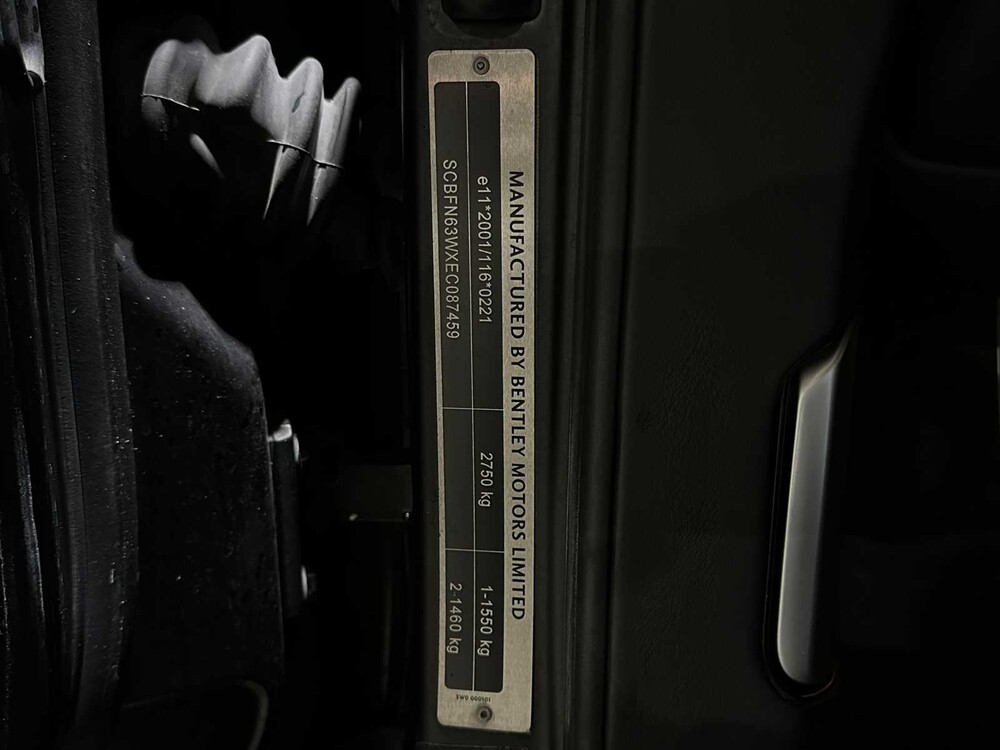 MANUFACTURED BY BENTLEY MOTORS LIMITED
e11*2001/116*0221
2750 kg
1-1550 kg
SCBFN63WXEC087459
2-1460 kg